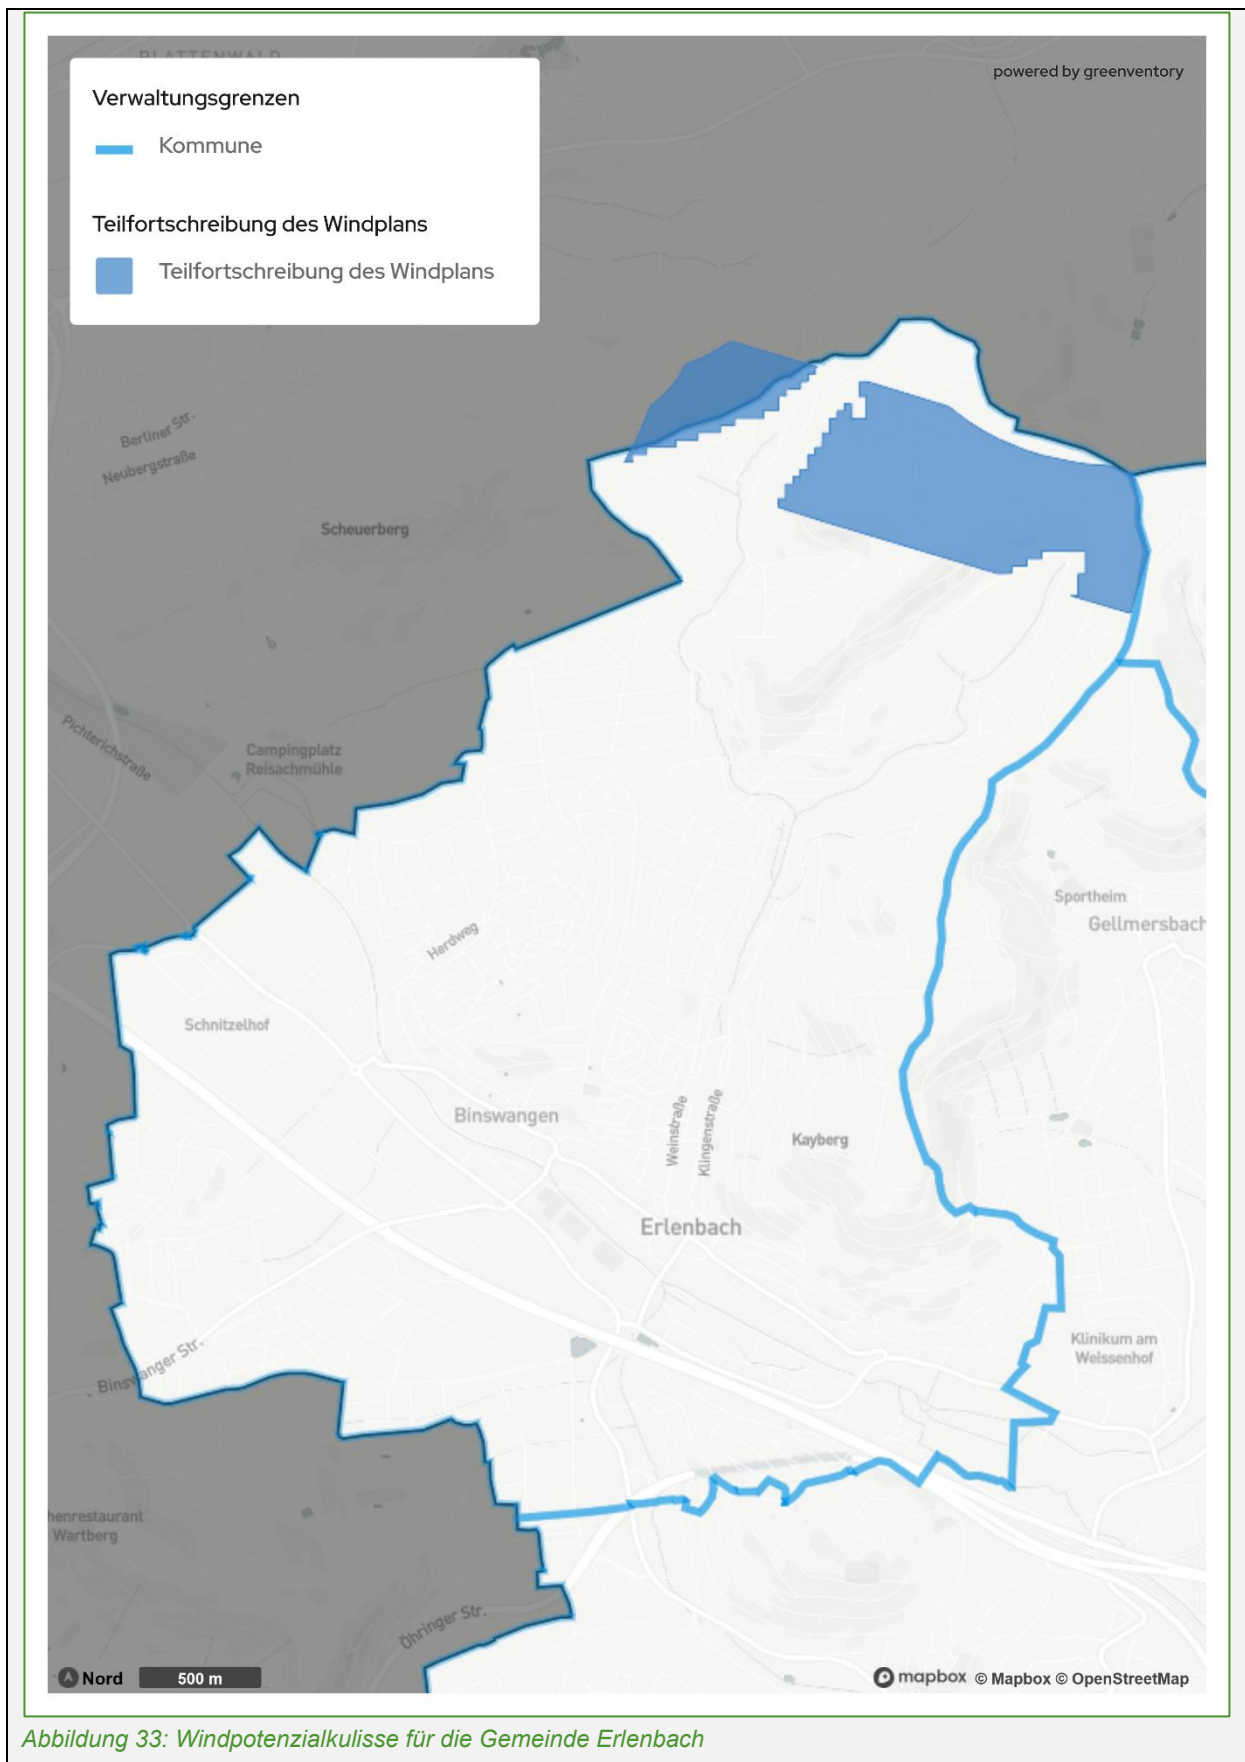 PLATTENWALD
powered by greenventory
Verwaltungsgrenzen
Kommune
Teilfortschreibung des Windplans
Teilfortschreibung des Windplans
Berliner Str.
Neubergstraße
Scheuerberg
Pichterichstraße
Campingplatz
Reisachmühle
Sportheim
Gellmersbach
Herdweg
Schnitzelhof
Binswangen
Weinstraße
Klingenstraße
Kayberg
Erlenbach
Klinikum am
Weissenhof
Binswanger Str.
henrestaurant
Wartberg
Öhringer Str.
Nord
500 m
mapbox © Mapbox © OpenStreetMap
Abbildung 33: Windpotenzialkulisse für die Gemeinde Erlenbach